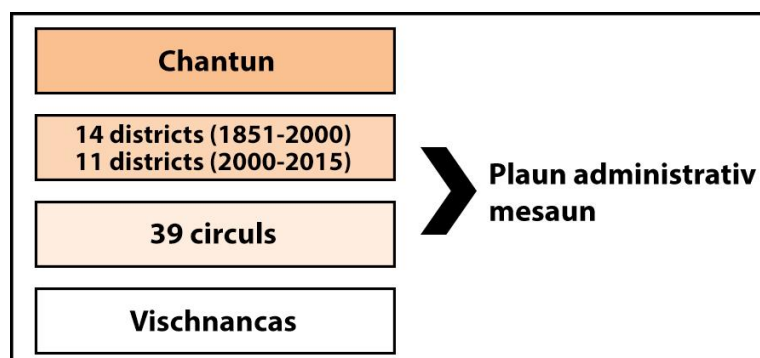 Chantun
14 districts (1851-2000)
11 districts (2000-2015)
39 circuls
Vischnancas
Plaun administrativ
mesaun